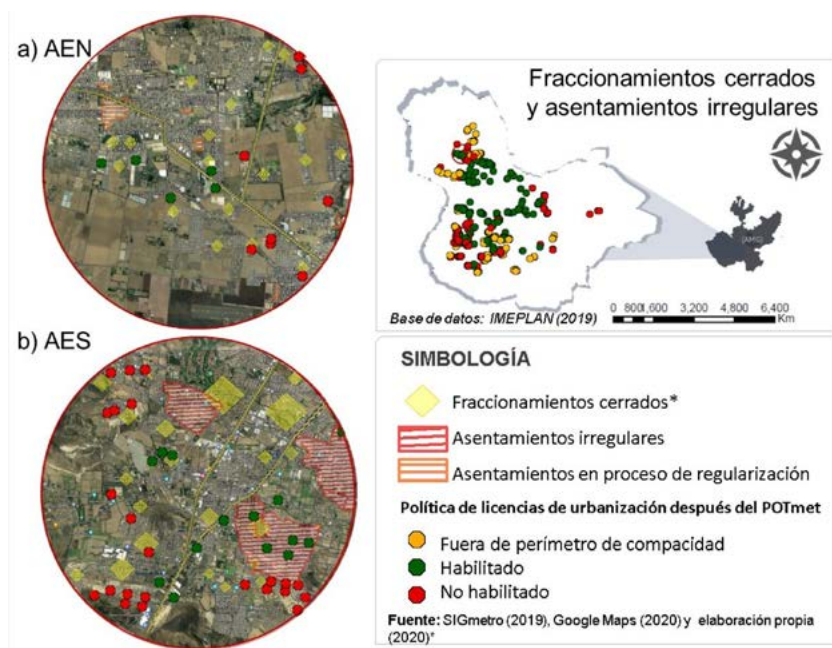 a) AEN
Fraccionamientos cerrados
y asentamientos irregulares
(AMG)
Base de datos: IMEPLAN (2019)
0 800 1,600 3,200 4,800 6,400
Km
b) AES
SIMBOLOGÍA
Fraccionamientos cerrados*
Asentamientos irregulares
Asentamientos en proceso de regularización
Política de licencias de urbanización después del POTmet
Fuera de perímetro de compacidad
Habilitado
No habilitado
Fuente: SIGmetro (2019), Google Maps (2020) y elaboración propia
(2020)*